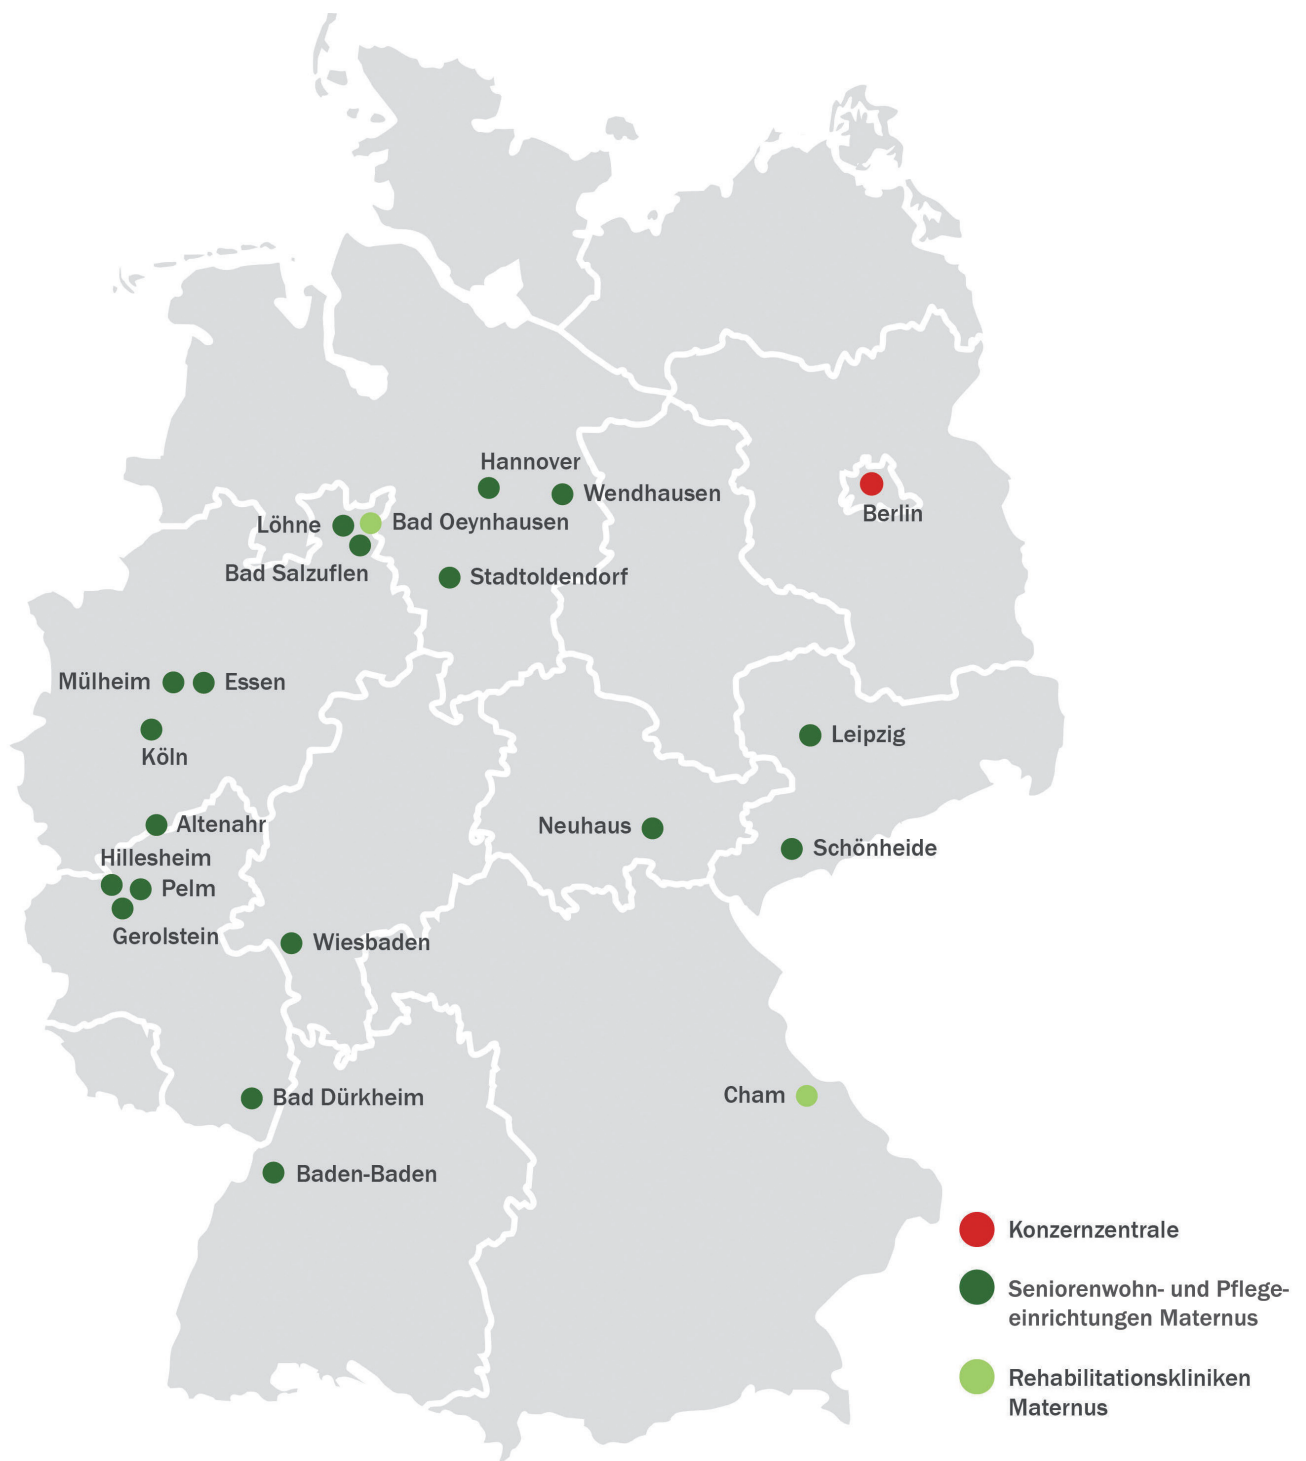 Hannover
Wendhausen
Berlin
Löhne
Bad Oeynhausen
Bad Salzuflen
Stadtoldendorf
Mülheim
Essen
Köln
Leipzig
Altenahr
Neuhaus
Schönheide
Hillesheim
Pelm
Gerolstein
Wiesbaden
Bad Dürkheim
Cham
Baden-Baden
Konzernzentrale
Seniorenwohn- und Pflege-
einrichtungen Maternus
Rehabilitationskliniken
Maternus